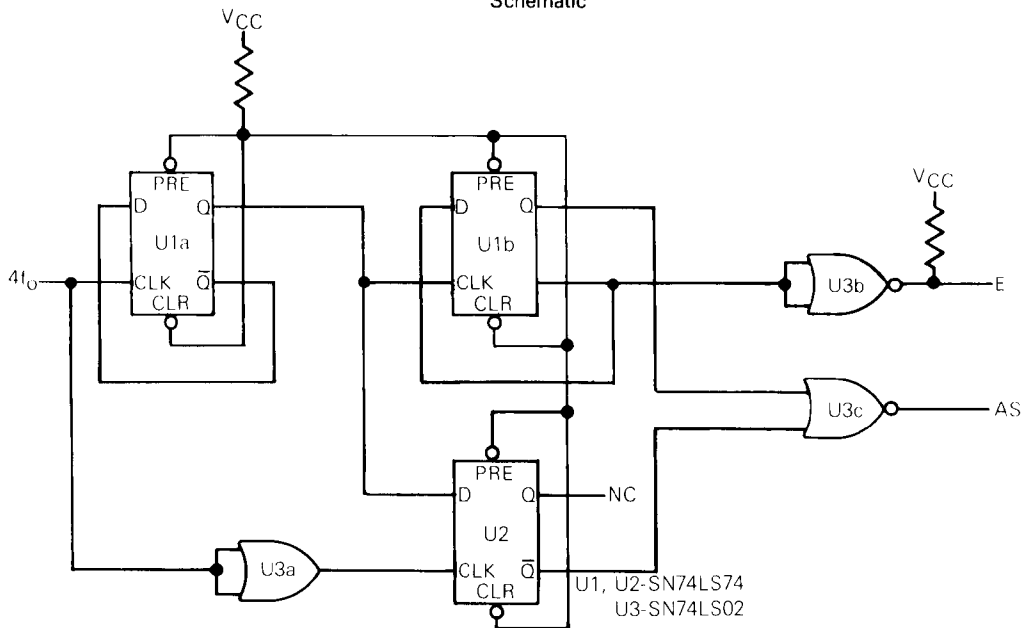 Schematic
VCC
PRE
D Q
U1a
4fo CLK Q̅
CLR
PRE
D Q
U1b
CLK
CLR
VCC
U3b
E
U3c
AS
PRE
D Q NC
U2
U3a
CLK Q̅
CLR
U1, U2-SN74LS74
U3-SN74LS02